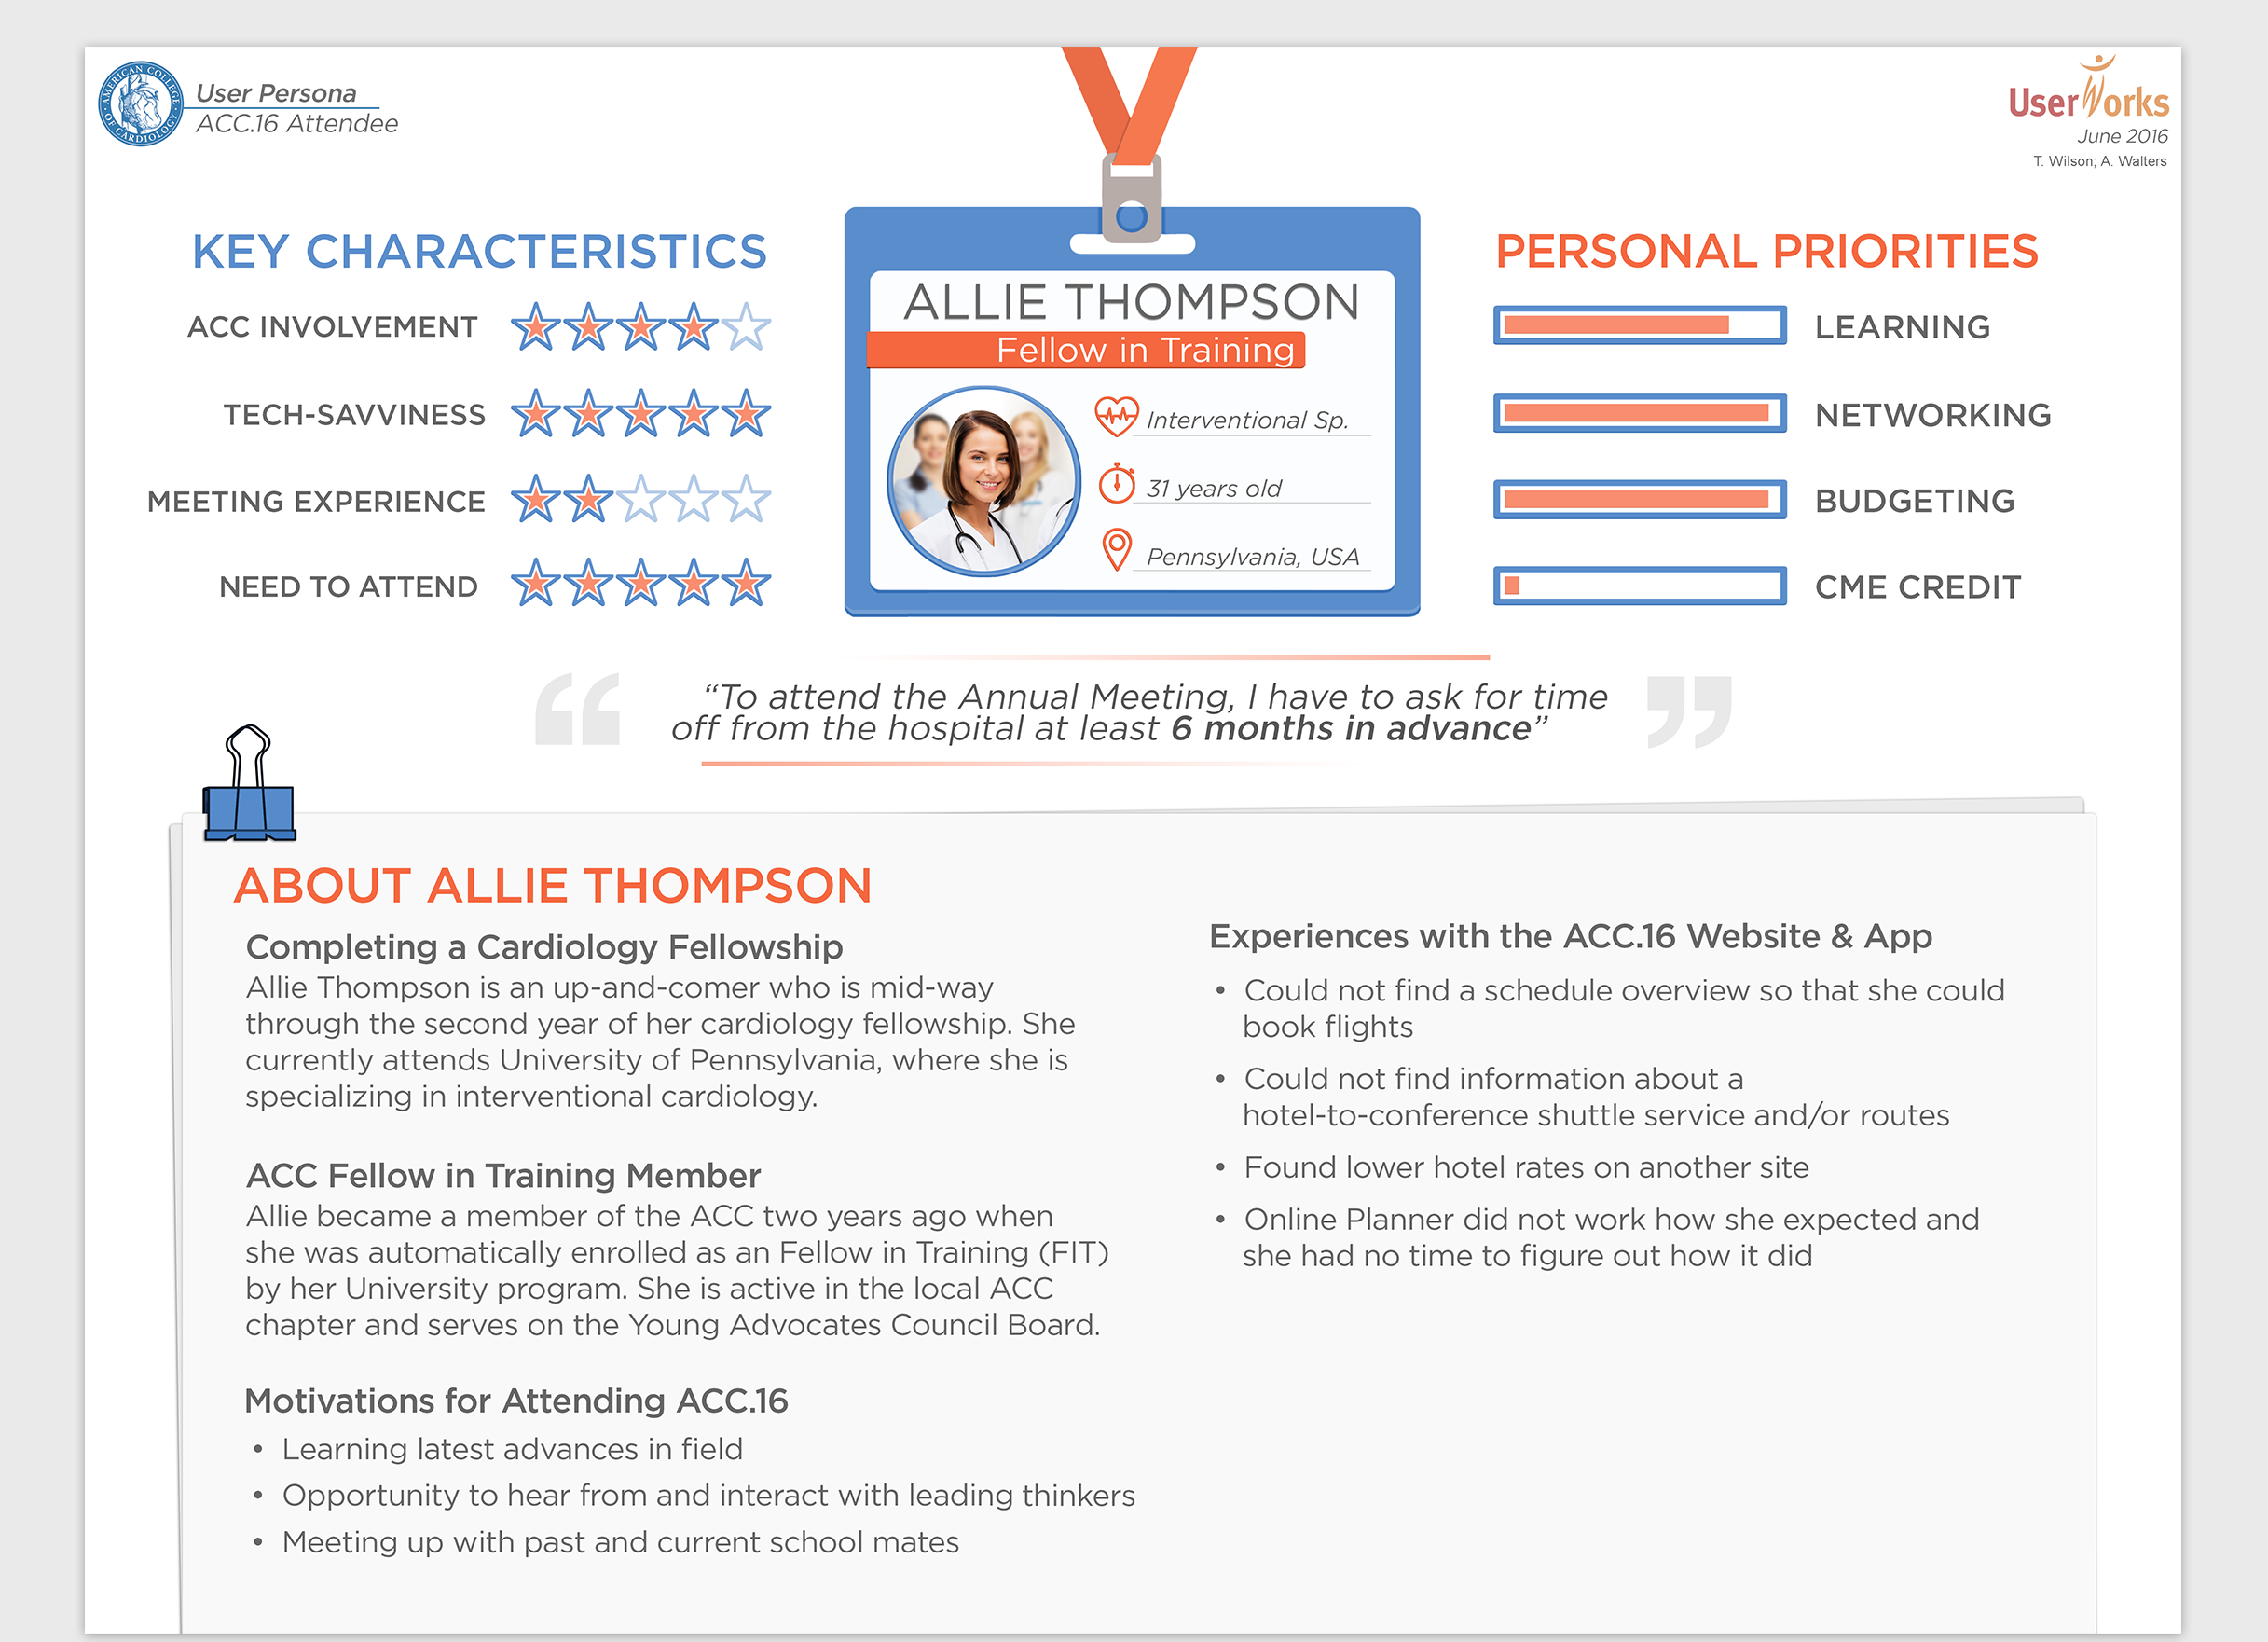 AMERICAN COLLEGE OF CARDIOLOGY
User Persona
ACC.16 Attendee
UserWorks
June 2016
T. Wilson; A. Walters
KEY CHARACTERISTICS
ACC INVOLVEMENT
TECH-SAVVINESS
MEETING EXPERIENCE
NEED TO ATTEND
ALLIE THOMPSON
Fellow in Training
Interventional Sp.
31 years old
Pennsylvania, USA
PERSONAL PRIORITIES
LEARNING
NETWORKING
BUDGETING
CME CREDIT
“To attend the Annual Meeting, I have to ask for time
off from the hospital at least 6 months in advance”
ABOUT ALLIE THOMPSON
Completing a Cardiology Fellowship
Allie Thompson is an up-and-comer who is mid-way
through the second year of her cardiology fellowship. She
currently attends University of Pennsylvania, where she is
specializing in interventional cardiology.
ACC Fellow in Training Member
Allie became a member of the ACC two years ago when
she was automatically enrolled as an Fellow in Training (FIT)
by her University program. She is active in the local ACC
chapter and serves on the Young Advocates Council Board.
Motivations for Attending ACC.16
• Learning latest advances in field
• Opportunity to hear from and interact with leading thinkers
• Meeting up with past and current school mates
Experiences with the ACC.16 Website & App
• Could not find a schedule overview so that she could
book flights
• Could not find information about a
hotel-to-conference shuttle service and/or routes
• Found lower hotel rates on another site
• Online Planner did not work how she expected and
she had no time to figure out how it did